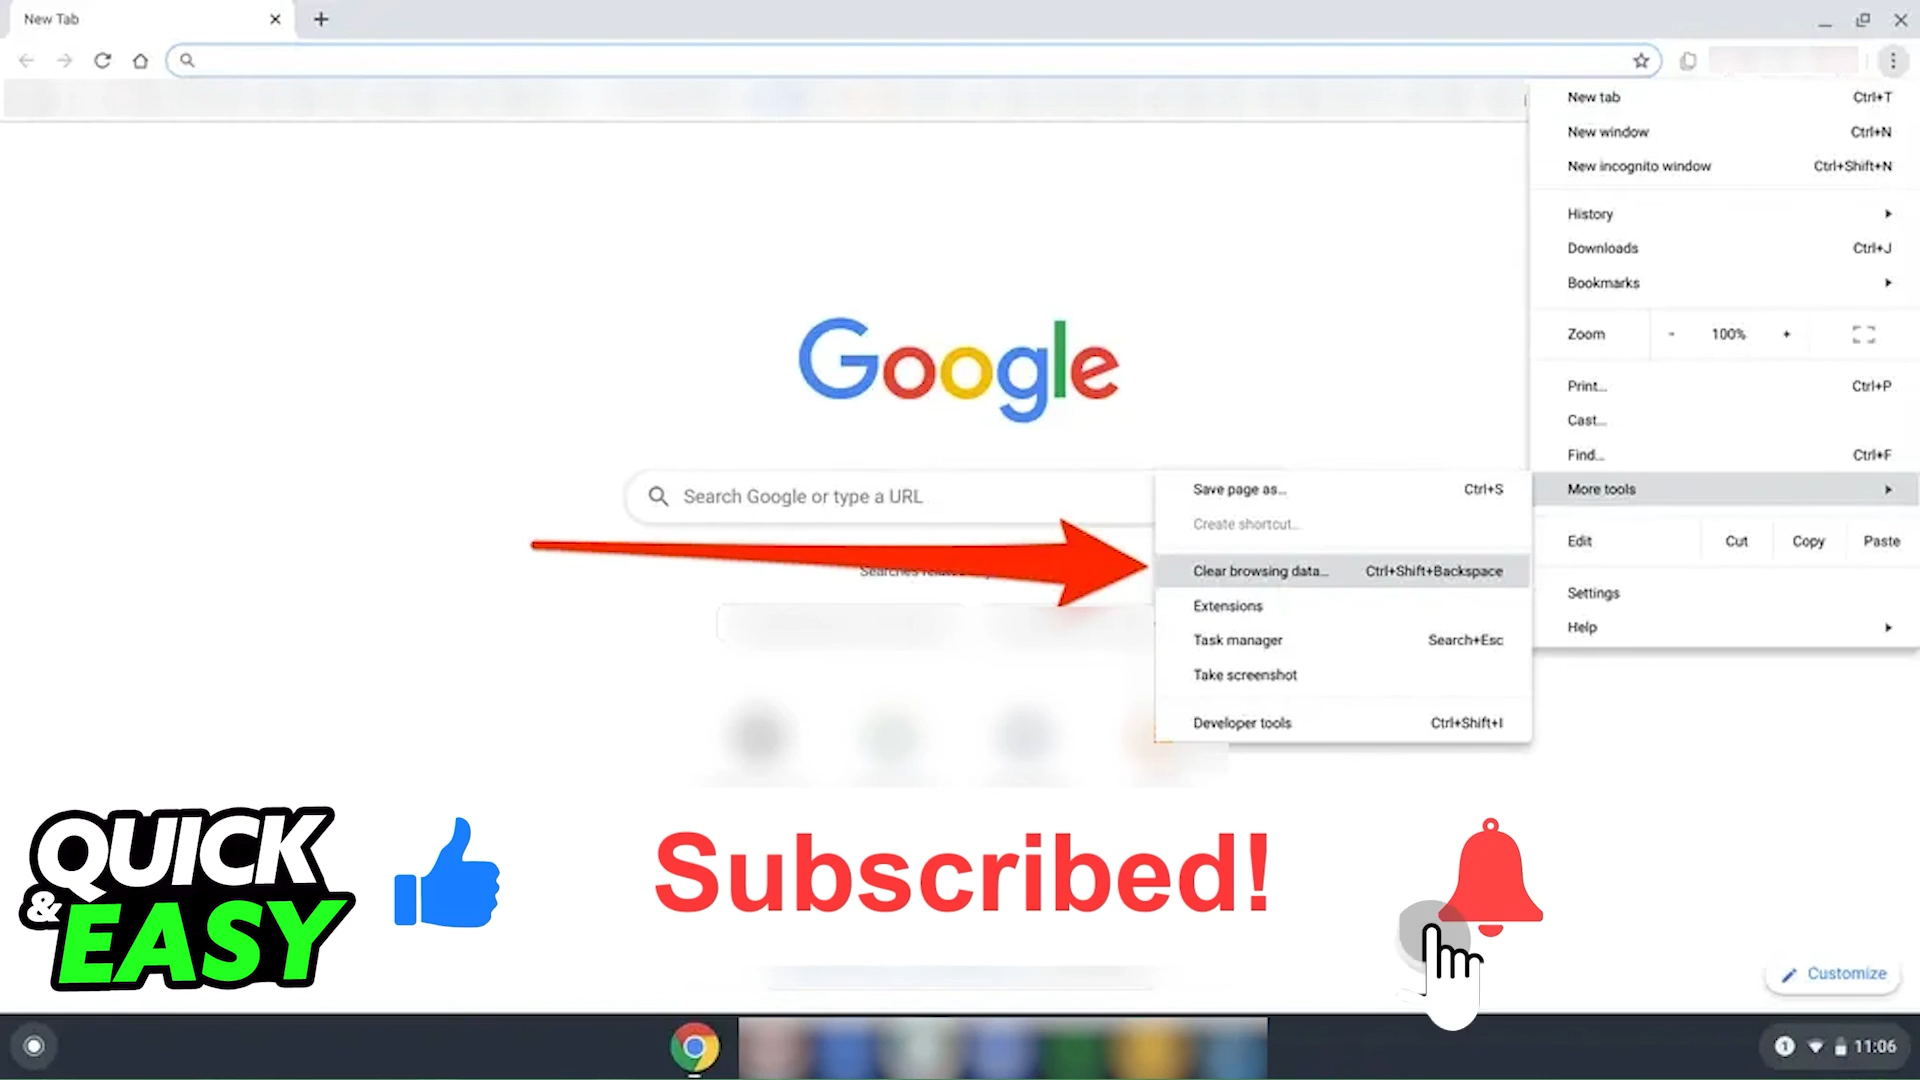 New Tab
New tab Ctrl+T
New window Ctrl+N
New incognito window Ctrl+Shift+N
History
Downloads Ctrl+J
Bookmarks
Zoom - 100% +
Google
Print... Ctrl+P
Cast...
Find... Ctrl+F
More tools
Search Google or type a URL
Save page as... Ctrl+S
Create shortcut...
Clear browsing data... Ctrl+Shift+Backspace
Extensions
Task manager Search+Esc
Take screenshot
Developer tools Ctrl+Shift+I
Edit Cut Copy Paste
Settings
Help
Searches
QUICK
& EASY
Subscribed!
Customize
1 11:06